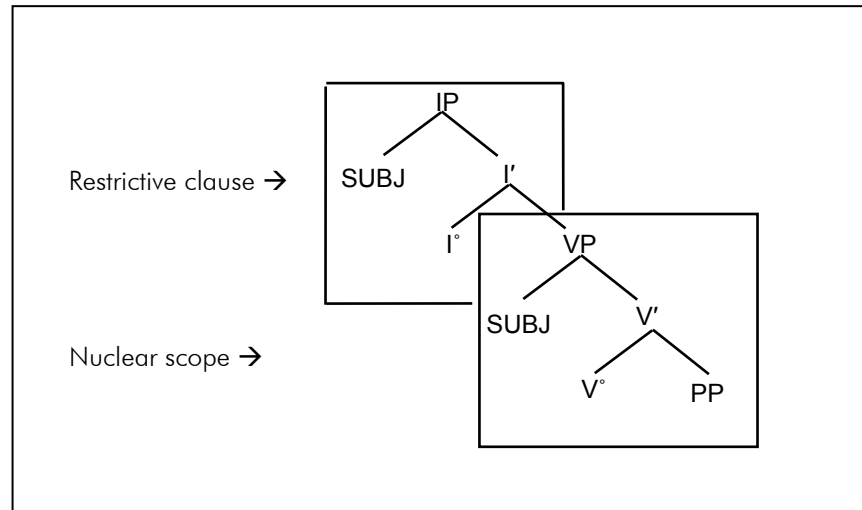 IP
Restrictive clause →
SUBJ
I′
I°
VP
SUBJ
V′
Nuclear scope →
V°
PP